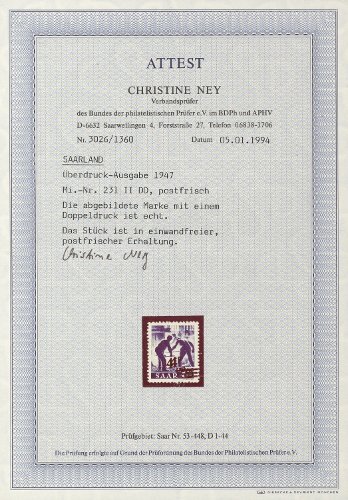 ATTEST
CHRISTINE NEY
Verbandsprüfer
des Bundes der philatelistischen Prüfer e.V. im BDPh und APHV
D-6632 Saarwellingen 4, Forststraße 27, Telefon 06838-3706
Nr. 3026/1360 Datum 05.01.1994
SAARLAND
Überdruck-Ausgabe 1947
Mi.-Nr. 231 II DD, postfrisch
Die abgebildete Marke mit einem
Doppeldruck ist echt.
Das Stück ist in einwandfreier,
postfrischer Erhaltung.
Christine Ney
SAAR
Prüfgebiet: Saar Nr. 53-448, D 1-44
Die Prüfung erfolgte auf Grund der Prüfordnung des Bundes der Philatelistischen Prüfer e.V.